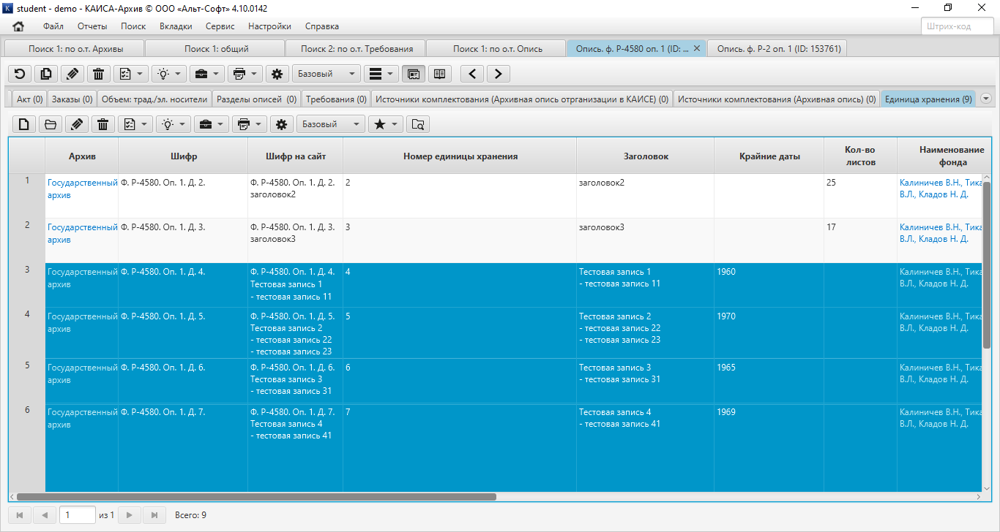 student - demo - КАИСА-Архив © ООО «Альт-Софт» 4.10.0142
Файл Отчеты Поиск Вкладки Сервис Настройки Справка Штрих-код
Поиск 1: по о.т. Архивы Поиск 1: общий Поиск 2: по о.т. Требования Поиск 1: по о.т. Опись Опись. ф. Р-4580 оп. 1 (ID: ... Опись. ф. Р-2 оп. 1 (ID: 153761)
Базовый
Акт (0) Заказы (0) Объем: трад./эл. носители Разделы описей (0) Требования (0) Источники комплектования (Архивная опись отрганизации в КАИСЕ) (0) Источники комплектования (Архивная опись) (0) Единица хранения (9)
Базовый
Архив Шифр Шифр на сайт Номер единицы хранения Заголовок Крайние даты Кол-во листов Наименование фонда
1 Государственный Ф. Р-4580. Оп. 1. Д. 2. Ф. Р-4580. Оп. 1. Д. 2. 2 заголовок2 25 Калиничев В.Н., Тика
архив заголовок2 В.Л., Кладов Н. Д.
2 Государственный Ф. Р-4580. Оп. 1. Д. 3. Ф. Р-4580. Оп. 1. Д. 3. 3 заголовок3 17 Калиничев В.Н., Тика
архив заголовок3 В.Л., Кладов Н. Д.
3 Государственный Ф. Р-4580. Оп. 1. Д. 4. Ф. Р-4580. Оп. 1. Д. 4. 4 Тестовая запись 1 1960 Калиничев В.Н., Тика
архив Тестовая запись 1 - тестовая запись 11 В.Л., Кладов Н. Д.
- тестовая запись 11
4 Государственный Ф. Р-4580. Оп. 1. Д. 5. Ф. Р-4580. Оп. 1. Д. 5. 5 Тестовая запись 2 1970 Калиничев В.Н., Тика
архив Тестовая запись 2 - тестовая запись 22 В.Л., Кладов Н. Д.
- тестовая запись 22 - тестовая запись 23
- тестовая запись 23
5 Государственный Ф. Р-4580. Оп. 1. Д. 6. Ф. Р-4580. Оп. 1. Д. 6. 6 Тестовая запись 3 1965 Калиничев В.Н., Тика
архив Тестовая запись 3 - тестовая запись 31 В.Л., Кладов Н. Д.
- тестовая запись 31
6 Государственный Ф. Р-4580. Оп. 1. Д. 7. Ф. Р-4580. Оп. 1. Д. 7. 7 Тестовая запись 4 1969 Калиничев В.Н., Тика
архив Тестовая запись 4 - тестовая запись 41 В.Л., Кладов Н. Д.
- тестовая запись 41
1 из 1 Всего: 9